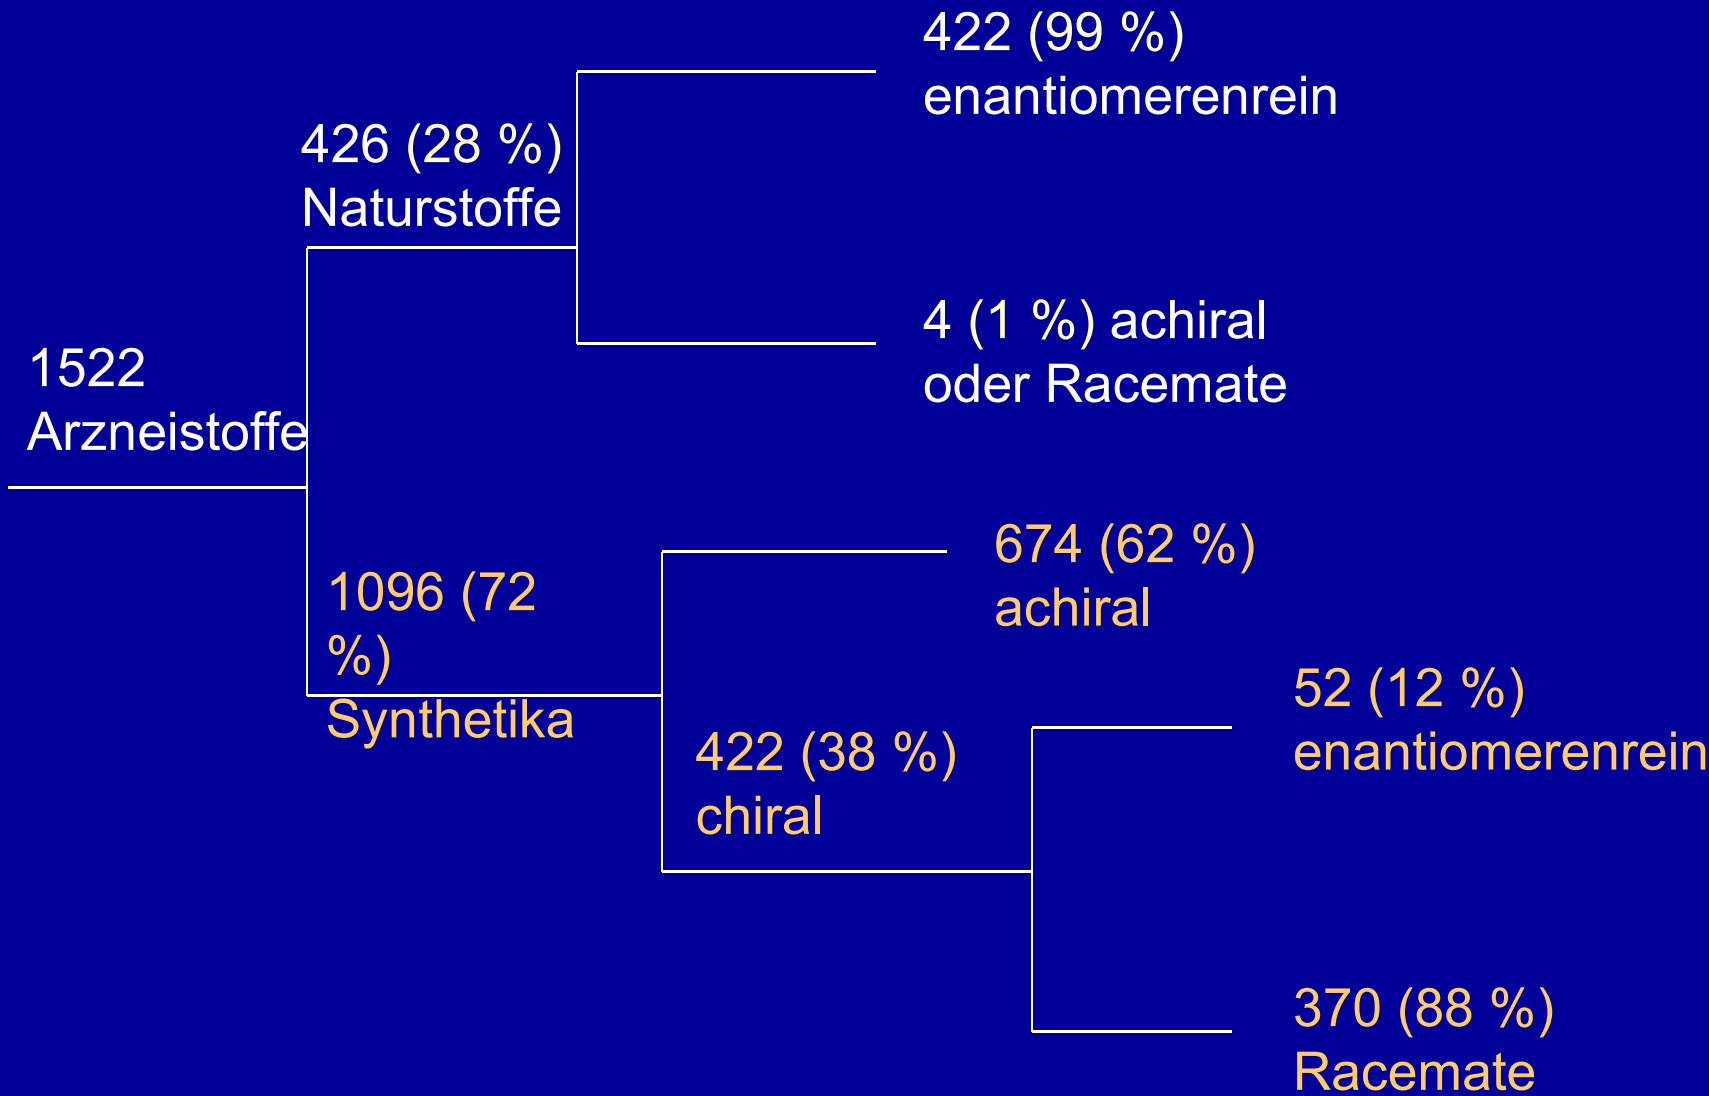 422 (99 %)
enantiomerenrein
426 (28 %)
Naturstoffe
4 (1 %) achiral
oder Racemate
1522
Arzneistoffe
674 (62 %)
achiral
1096 (72
%)
Synthetika
52 (12 %)
enantiomerenrein
422 (38 %)
chiral
370 (88 %)
Racemate